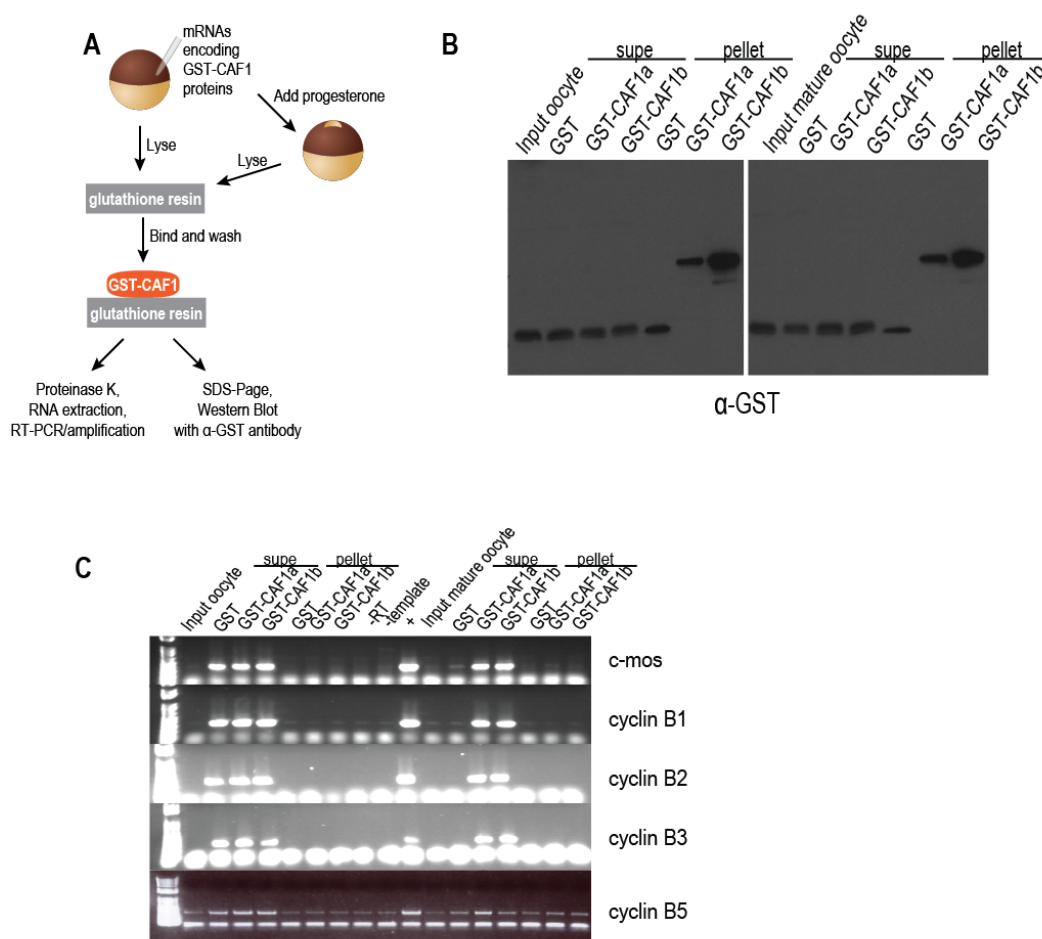 A
mRNAs
encoding
GST-CAF1
proteins
Add progesterone
Lyse
Lyse
glutathione resin
Bind and wash
GST-CAF1
glutathione resin
Proteinase K,
RNA extraction,
RT-PCR/amplification
SDS-Page,
Western Blot
with α-GST antibody
B
supe
pellet
supe
pellet
Input oocyte
GST
GST-CAF1a
GST-CAF1b
GST
GST-CAF1a
GST-CAF1b
Input mature oocyte
GST
GST-CAF1a
GST-CAF1b
GST
GST-CAF1a
GST-CAF1b
α-GST
C
supe
pellet
supe
pellet
Input oocyte
GST
GST-CAF1a
GST-CAF1b
GST
GST-CAF1a
GST-CAF1b
-RT
-template
+
Input mature oocyte
GST
GST-CAF1a
GST-CAF1b
GST
GST-CAF1a
GST-CAF1b
c-mos
cyclin B1
cyclin B2
cyclin B3
cyclin B5